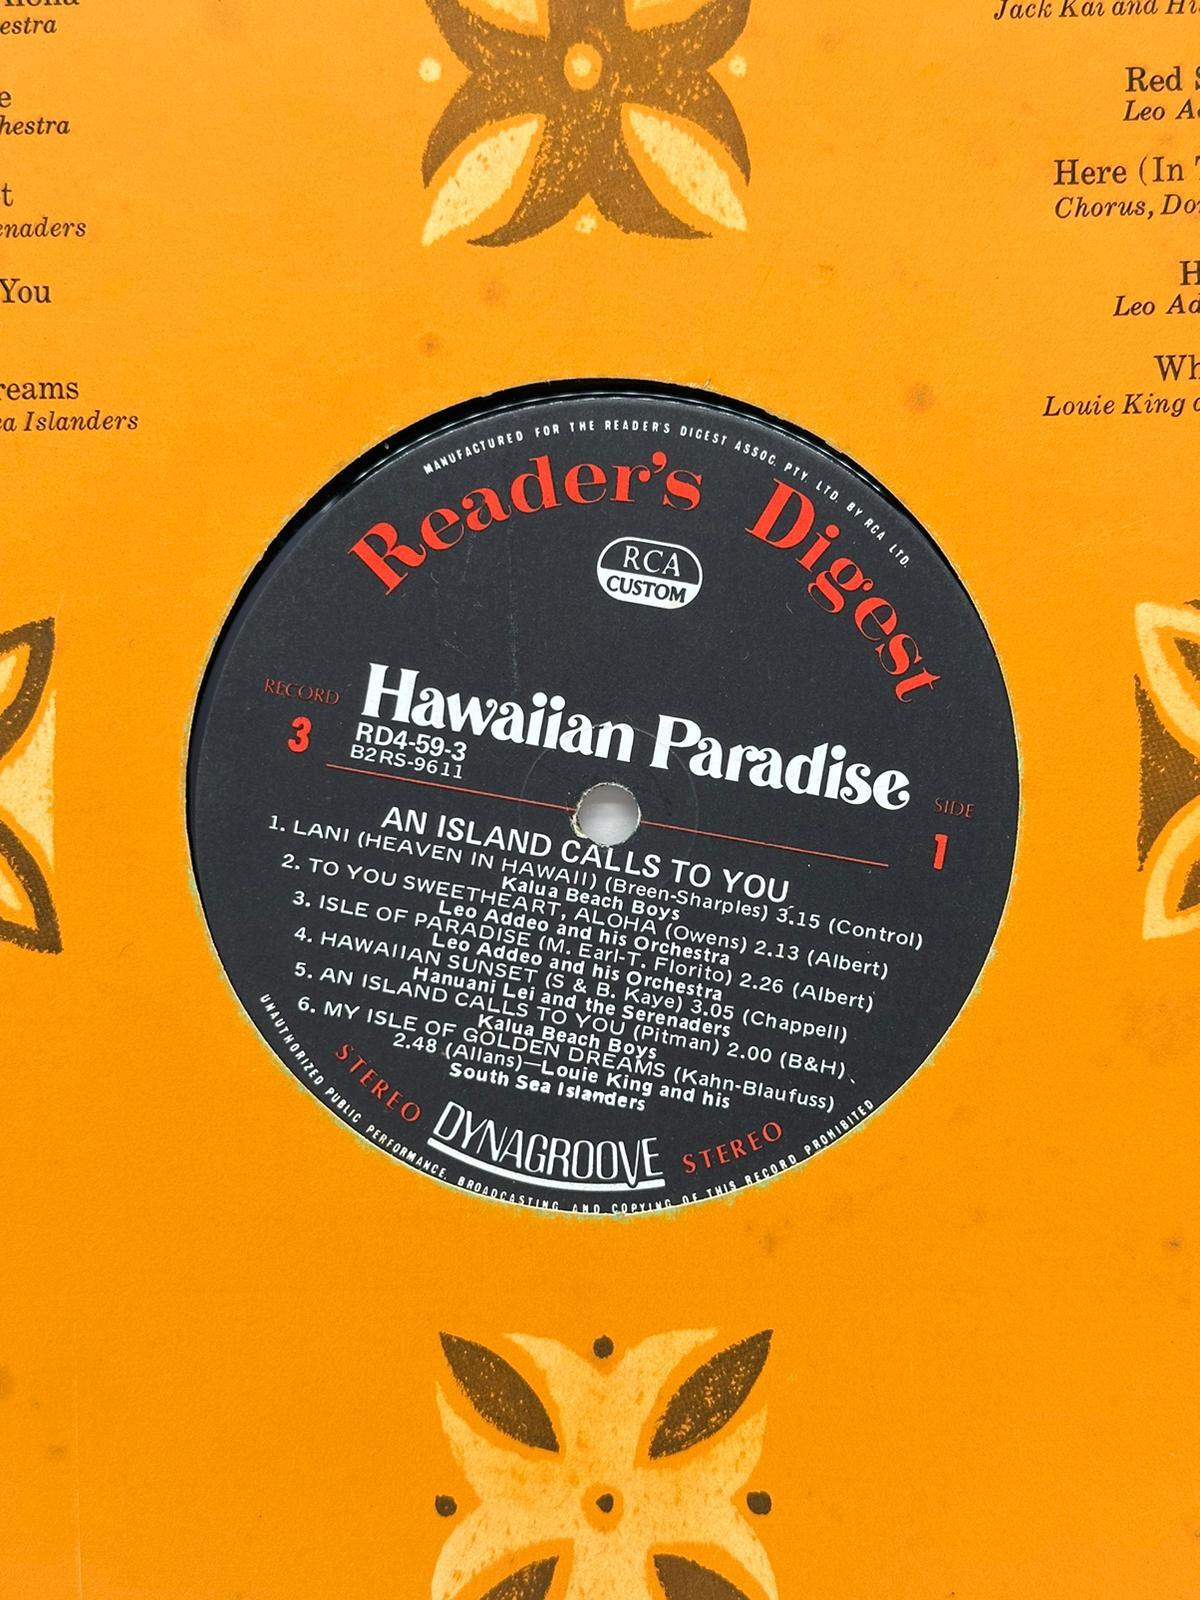 estra
e
hestra
t
enaders
You
reams
ea Islanders
Jack Kai and Hi
Red S
Leo Ad
Here (In T
Chorus, Dor
H
Leo Ad
Wh
Louie King a
MANUFACTURED FOR THE READER'S DIGEST ASSOC. PTY. LTD. BY RCA LTD.
Reader's Digest
RCA
CUSTOM
Hawaiian Paradise
RECORD
3
RD4-59-3
B2RS-9611
SIDE
1
AN ISLAND CALLS TO YOU
1. LANI (HEAVEN IN HAWAII) (Breen-Sharples) 3.15 (Control)
Kalua Beach Boys
2. TO YOU SWEETHEART, ALOHA (Owens) 2.13 (Albert)
Leo Addeo and his Orchestra
3. ISLE OF PARADISE (M. Earl-T. Florito) 2.26 (Albert)
Leo Addeo and his Orchestra
4. HAWAIIAN SUNSET (S & B. Kaye) 3.05 (Chappell)
Hanuani Lei and the Serenaders
5. AN ISLAND CALLS TO YOU (Pitman) 2.00 (B&H)
Kalua Beach Boys
6. MY ISLE OF GOLDEN DREAMS (Kahn-Blaufuss)
2.48 (Allans)—Louie King and his
South Sea Islanders
STEREO DYNAGROOVE STEREO
UNAUTHORIZED PUBLIC PERFORMANCE, BROADCASTING AND COPYING OF THIS RECORD PROHIBITED